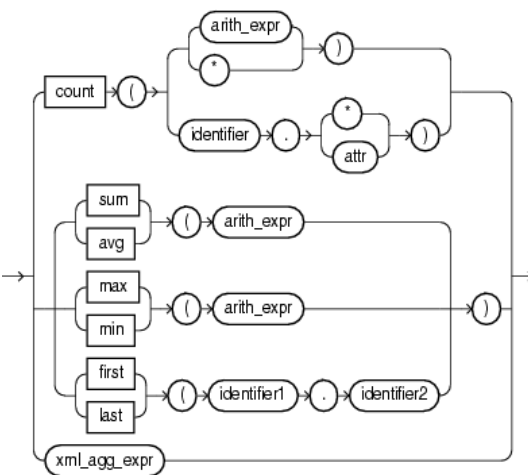 arith_expr
*
)
count
(
identifier
.
*
attr
)
sum
avg
(
arith_expr
max
min
(
arith_expr
)
first
last
(
identifier1
.
identifier2
xml_agg_expr